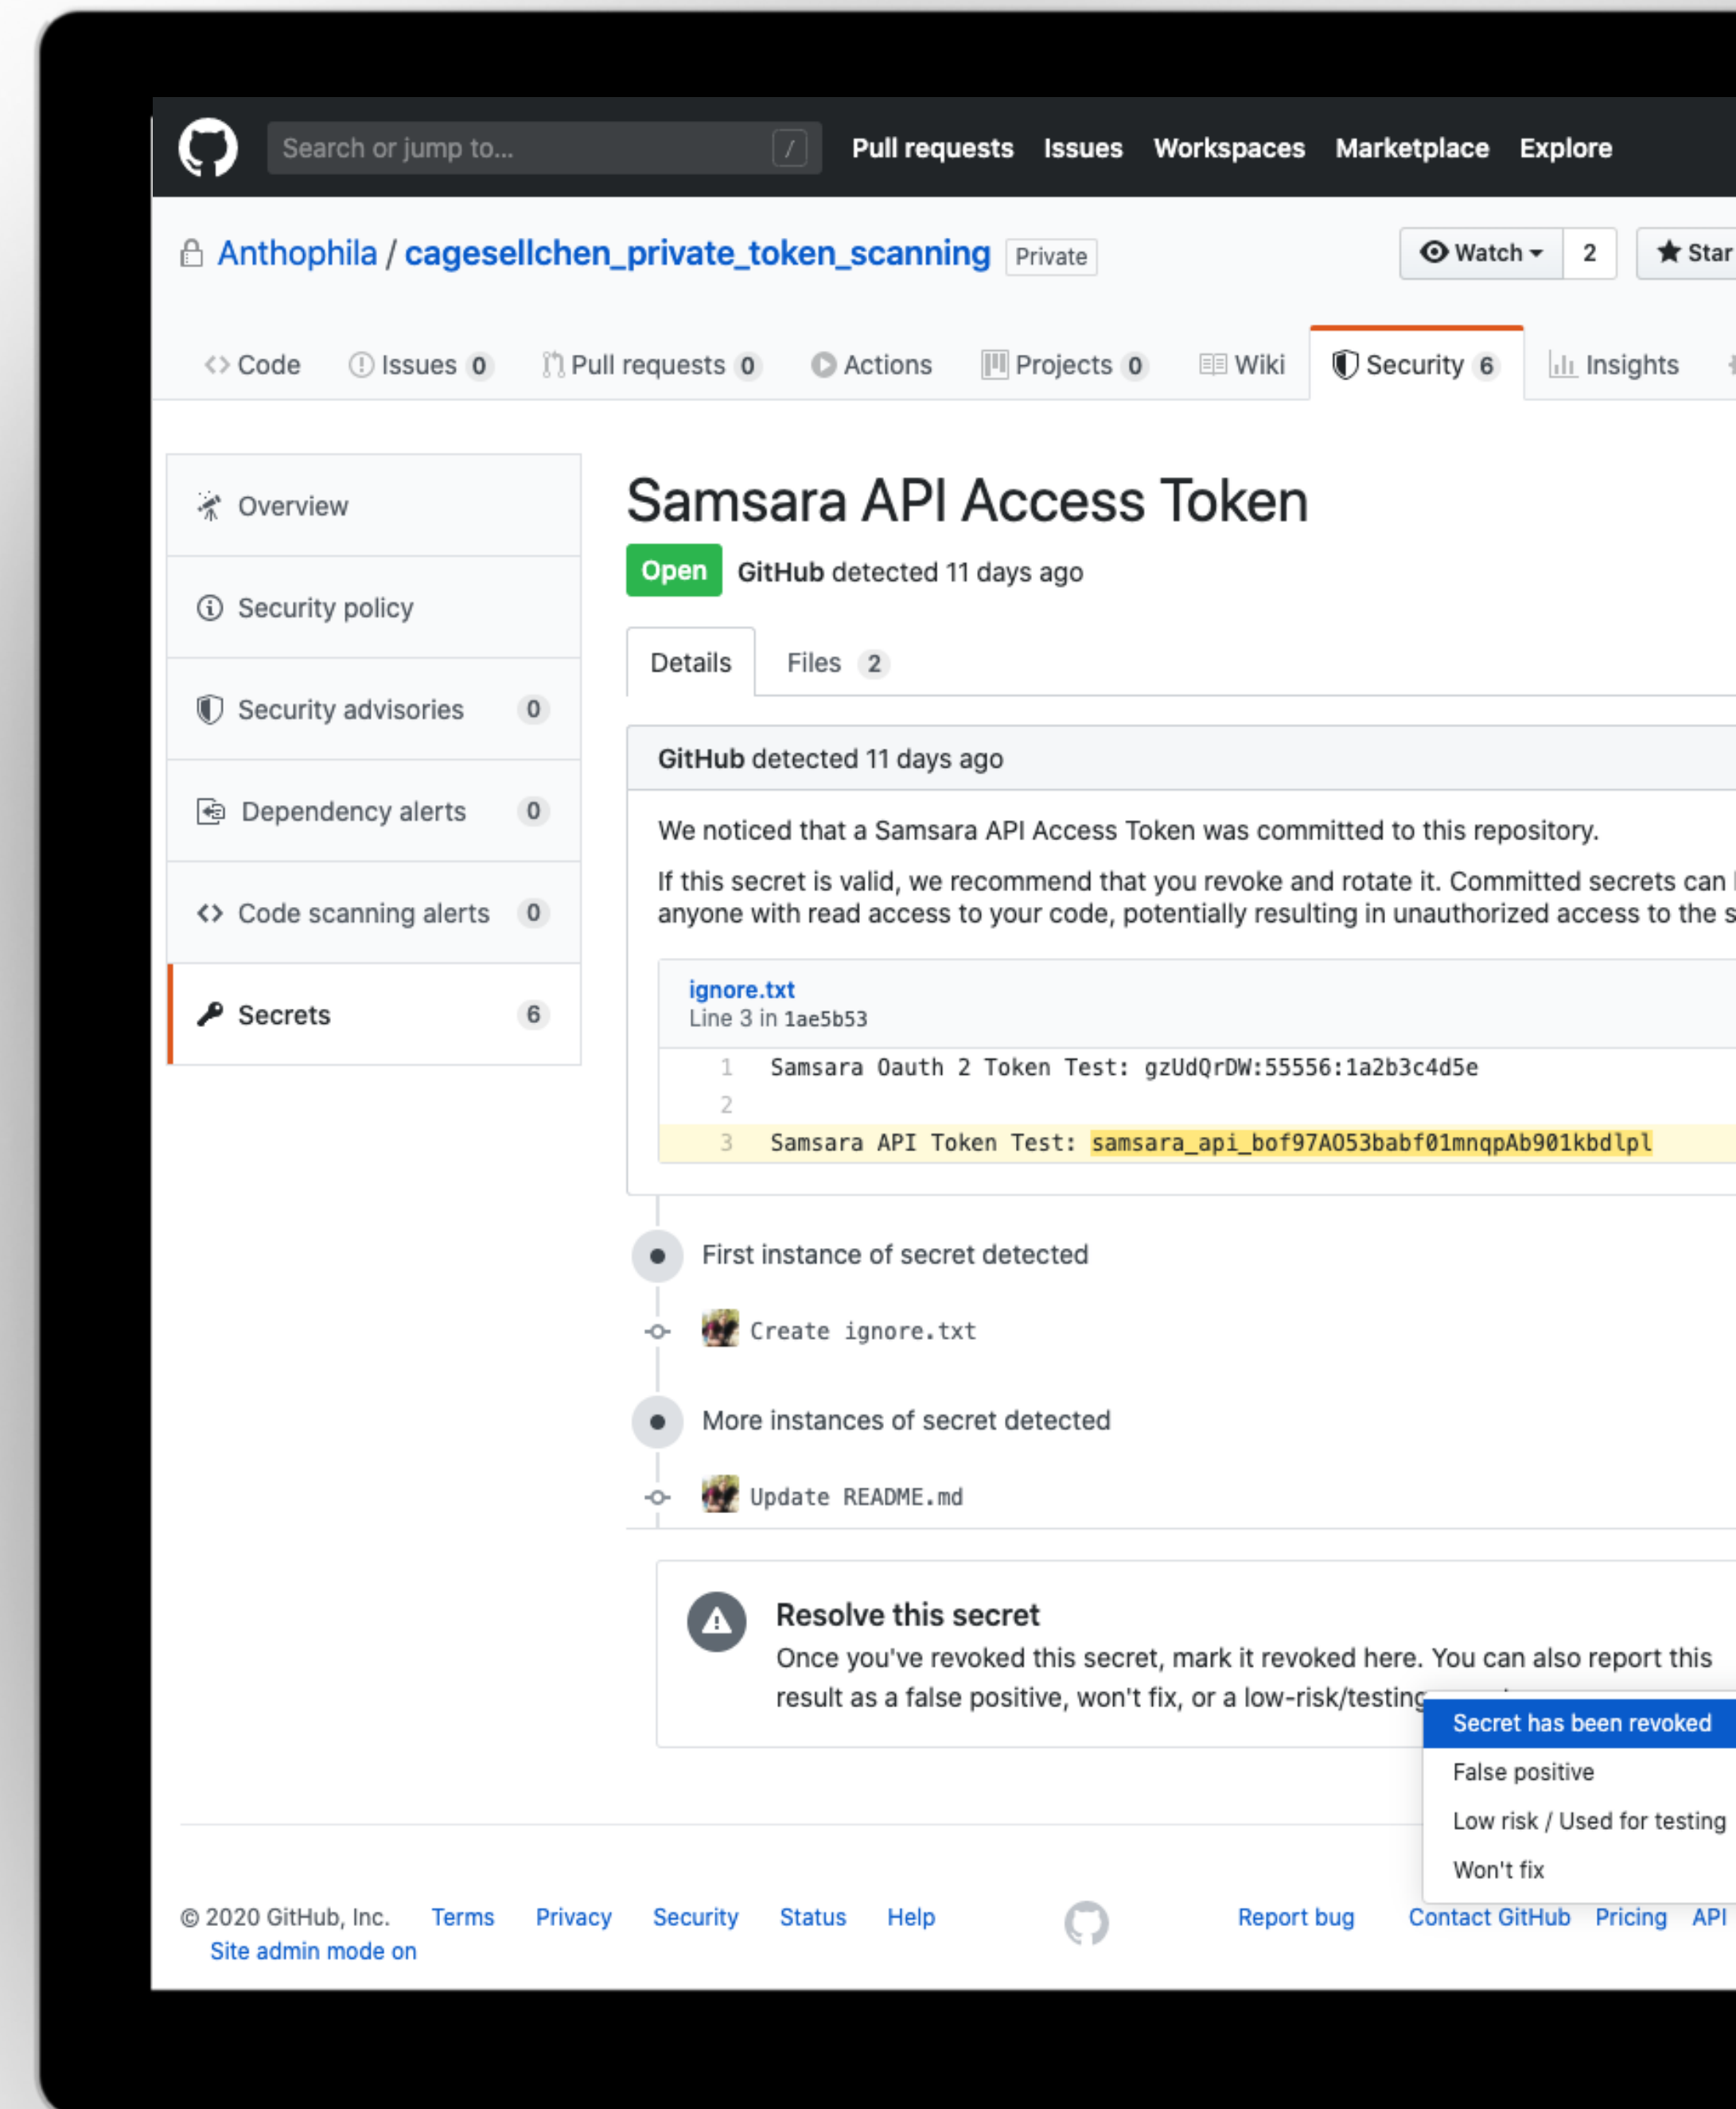 Search or jump to... / Pull requests Issues Workspaces Marketplace Explore
Anthophila / cagesellchen_private_token_scanning Private Watch 2 Star
Code Issues 0 Pull requests 0 Actions Projects 0 Wiki Security 6 Insights
Overview
Security policy
Security advisories 0
Dependency alerts 0
Code scanning alerts 0
Secrets 6
Samsara API Access Token
Open GitHub detected 11 days ago
Details Files 2
GitHub detected 11 days ago
We noticed that a Samsara API Access Token was committed to this repository.
If this secret is valid, we recommend that you revoke and rotate it. Committed secrets can
anyone with read access to your code, potentially resulting in unauthorized access to the
ignore.txt
Line 3 in 1ae5b53
1 Samsara Oauth 2 Token Test: gzUdQrDW:55556:1a2b3c4d5e
2
3 Samsara API Token Test: samsara_api_bof97AO53babf01mnqpAb901kbdlpl
First instance of secret detected
Create ignore.txt
More instances of secret detected
Update README.md
Resolve this secret
Once you've revoked this secret, mark it revoked here. You can also report this
result as a false positive, won't fix, or a low-risk/testing
Secret has been revoked
False positive
Low risk / Used for testing
Won't fix
© 2020 GitHub, Inc. Terms Privacy Security Status Help Report bug Contact GitHub Pricing API
Site admin mode on